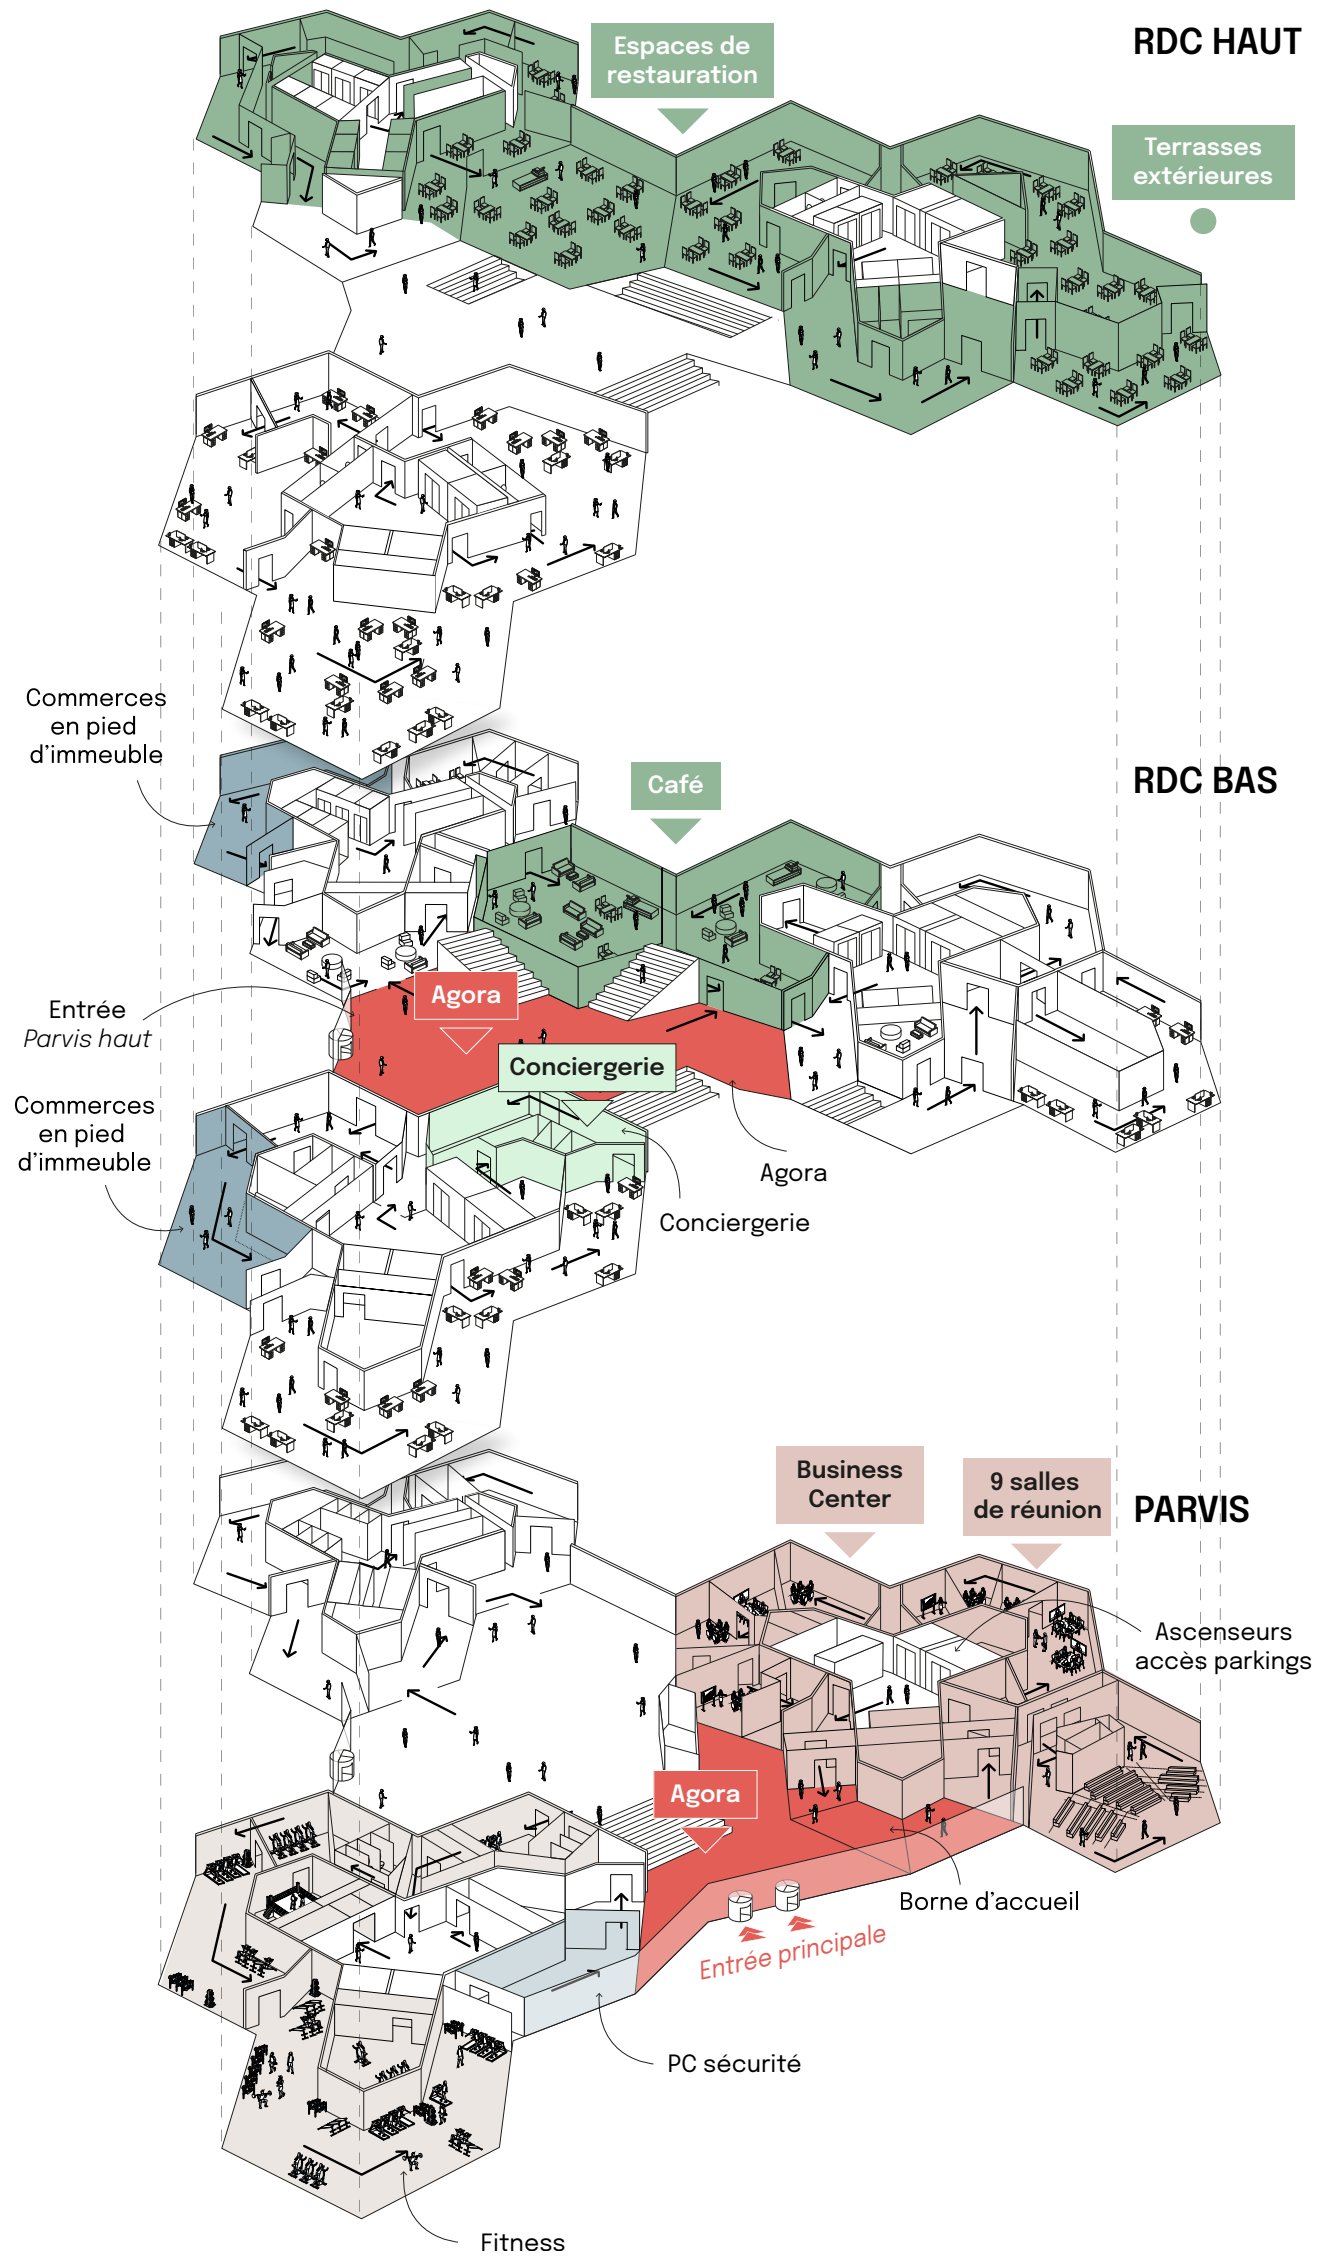 RDC HAUT
Espaces de
restauration
Terrasses
extérieures
Commerces
en pied
d’immeuble
RDC BAS
Café
Entrée
Parvis haut
Agora
Conciergerie
Commerces
en pied
d’immeuble
Agora
Conciergerie
Business
Center
9 salles
de réunion
PARVIS
Ascenseurs
accès parkings
Agora
Borne d’accueil
Entrée principale
PC sécurité
Fitness